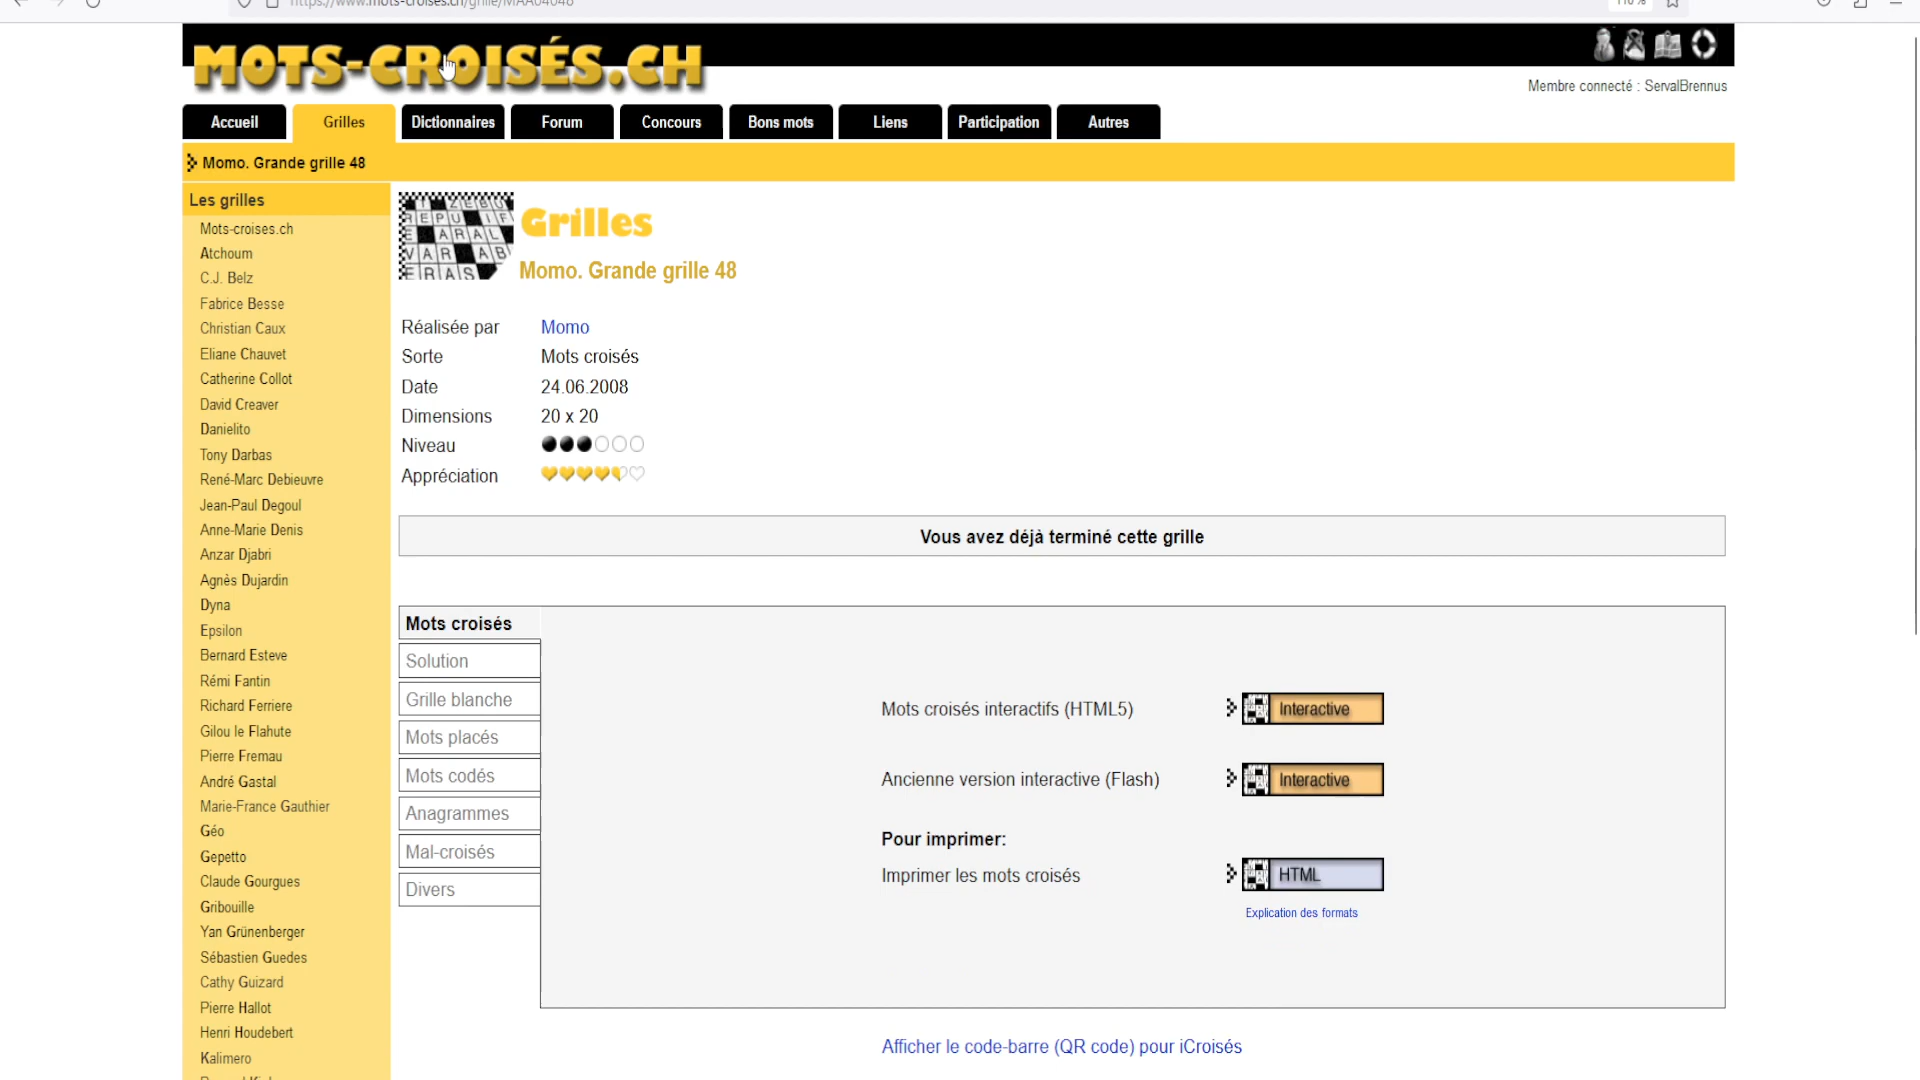 https://www.mots-croises.ch/grille/MAA04048
110 %
MOTS-CROISÉS.CH
Membre connecté : ServalBrennus
Accueil
Grilles
Dictionnaires
Forum
Concours
Bons mots
Liens
Participation
Autres
Momo. Grande grille 48
Les grilles
Mots-croises.ch
Atchoum
C.J. Belz
Fabrice Besse
Christian Caux
Eliane Chauvet
Catherine Collot
David Creaver
Danielito
Tony Darbas
René-Marc Debieuvre
Jean-Paul Degoul
Anne-Marie Denis
Anzar Djabri
Agnès Dujardin
Dyna
Epsilon
Bernard Esteve
Rémi Fantin
Richard Ferriere
Gilou le Flahute
Pierre Fremau
André Gastal
Marie-France Gauthier
Géo
Gepetto
Claude Gourgues
Gribouille
Yan Grünenberger
Sébastien Guedes
Cathy Guizard
Pierre Hallot
Henri Houdebert
Kalimero
Grilles
Momo. Grande grille 48
Réalisée par Momo
Sorte Mots croisés
Date 24.06.2008
Dimensions 20 x 20
Niveau
Appréciation
Vous avez déjà terminé cette grille
Mots croisés
Solution
Grille blanche
Mots placés
Mots codés
Anagrammes
Mal-croisés
Divers
Mots croisés interactifs (HTML5) Interactive
Ancienne version interactive (Flash) Interactive
Pour imprimer:
Imprimer les mots croisés HTML
Explication des formats
Afficher le code-barre (QR code) pour iCroisés